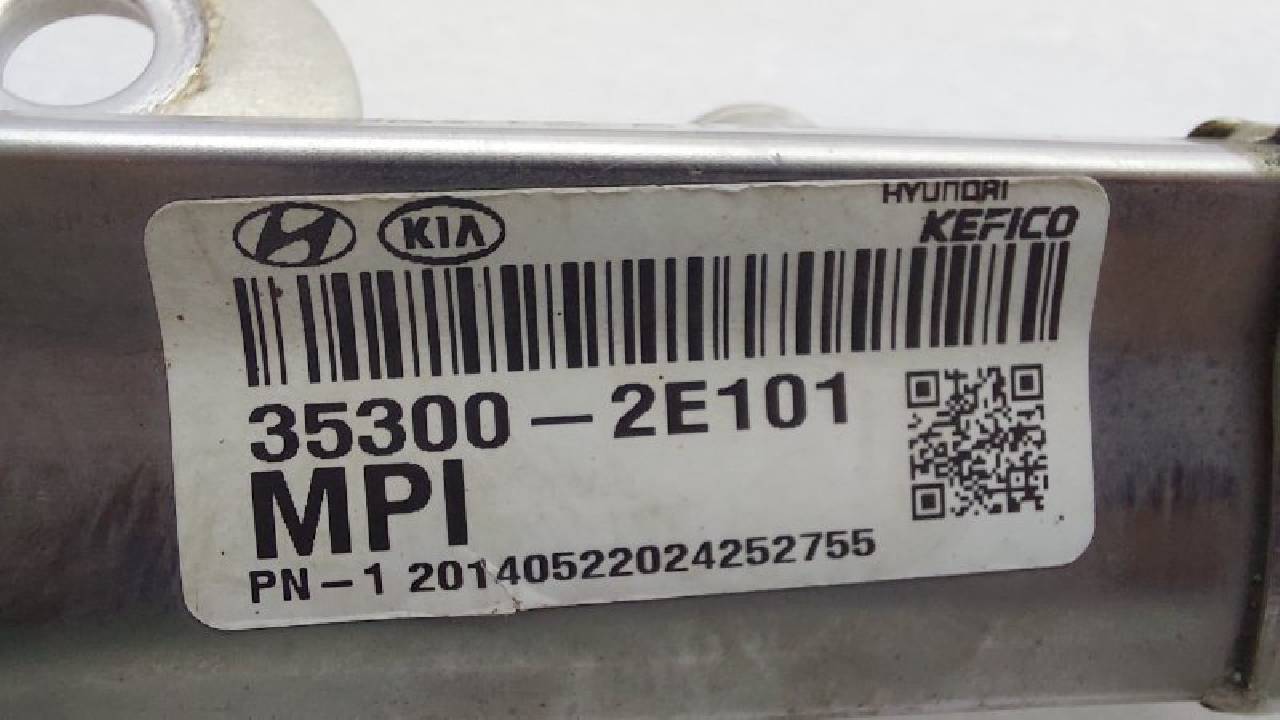 KIA
HYUNDAI
KEFICO
35300-2E101
MPI
PN-1 20140522024252755